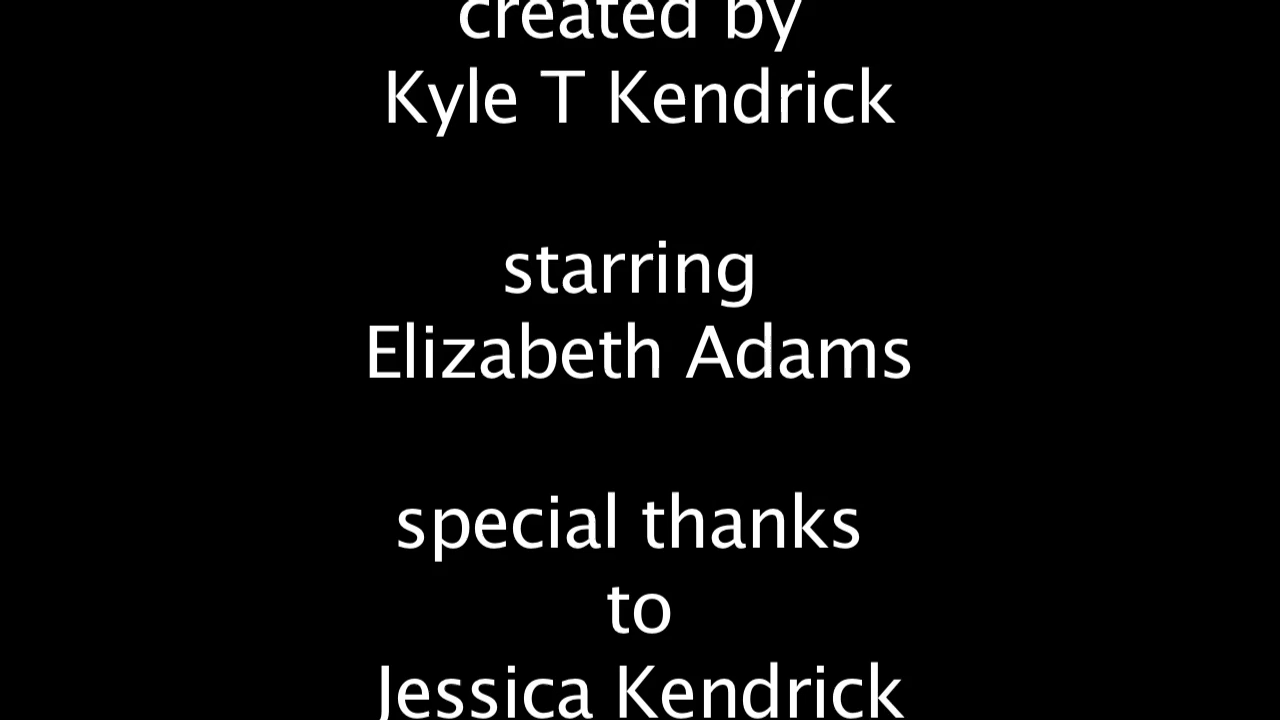 created by
Kyle T Kendrick
starring
Elizabeth Adams
special thanks
to
Jessica Kendrick